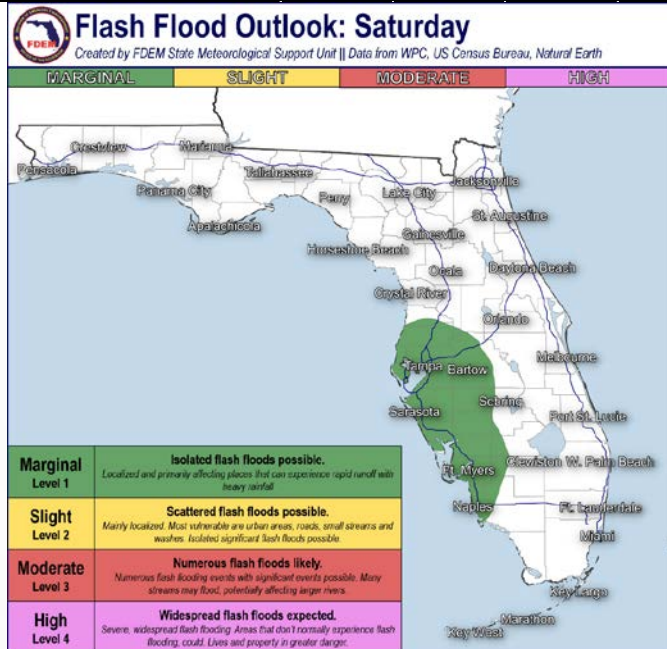 FDEM
Flash Flood Outlook: Saturday
Created by FDEM State Meteorological Support Unit || Data from WPC, US Census Bureau, Natural Earth
MARGINAL SLIGHT MODERATE HIGH
Crestview
Marianna
Pensacola
Tallahassee
Jacksonville
Panama City
Lake City
Perry
St. Augustine
Apalachicola
Gainesville
Horseshoe Beach
Ocala
Daytona Beach
Crystal River
Orlando
Melbourne
Tampa
Bartow
Sebring
Sarasota
Port St. Lucie
Ft. Myers
Clewiston
W. Palm Beach
Naples
Ft. Lauderdale
Miami
Key Largo
Marathon
Key West
Marginal
Level 1
Isolated flash floods possible.
Localized and primarily affecting places that can experience rapid runoff with
heavy rainfall
Slight
Level 2
Scattered flash floods possible.
Mainly localized. Most vulnerable are urban areas, roads, small streams and
washes. Isolated significant flash floods possible.
Moderate
Level 3
Numerous flash floods likely.
Numerous flash flooding events with significant events possible. Many
streams may flood, potentially affecting larger rivers.
High
Level 4
Widespread flash floods expected.
Severe, widespread flash flooding. Areas that don't normally experience flash
flooding, could. Lives and property in greater danger.